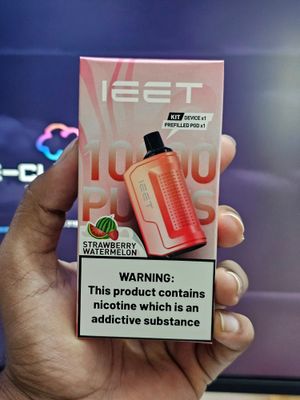 IEET
KIT
DEVICE x1
PREFILLED POD x1
PUFFS
IEET
STRAWBERRY
WATERMELON
WARNING:
This product contains
nicotine which is an
addictive substance